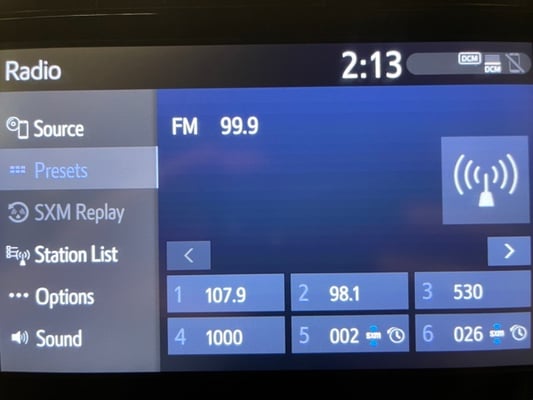 Radio 2:13 DCM DCM
Source
Presets
SXM Replay
Station List
Options
Sound
FM 99.9
1 107.9 2 98.1 3 530
4 1000 5 002 sxm 6 026 sxm